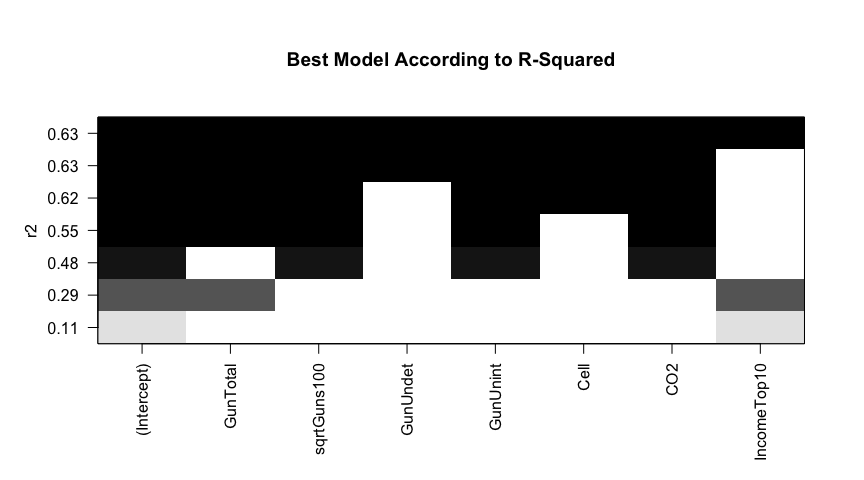 Best Model According to R-Squared
r2
0.63
0.63
0.62
0.55
0.48
0.29
0.11
(Intercept)
GunTotal
sqrtGuns100
GunUndet
GunUnint
Cell
CO2
IncomeTop10